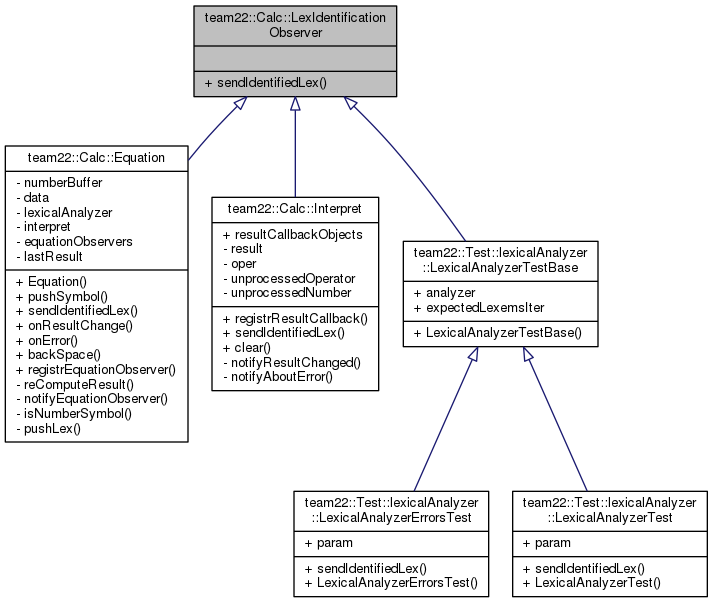 team22::Calc::LexIdentification
Observer
+ sendIdentifiedLex()
team22::Calc::Equation
- numberBuffer
- data
- lexicalAnalyzer
- interpret
- equationObservers
- lastResult
+ Equation()
+ pushSymbol()
+ sendIdentifiedLex()
+ onResultChange()
+ onError()
+ backSpace()
+ registrEquationObserver()
- reComputeResult()
- notifyEquationObserver()
- isNumberSymbol()
- pushLex()
team22::Calc::Interpret
+ resultCallbackObjects
- result
- oper
- unprocessedOperator
- unprocessedNumber
+ registrResultCallback()
+ sendIdentifiedLex()
+ clear()
- notifyResultChanged()
- notifyAboutError()
team22::Test::lexicalAnalyzer
::LexicalAnalyzerTestBase
+ analyzer
+ expectedLexemsIter
+ LexicalAnalyzerTestBase()
team22::Test::lexicalAnalyzer
::LexicalAnalyzerErrorsTest
+ param
+ sendIdentifiedLex()
+ LexicalAnalyzerErrorsTest()
team22::Test::lexicalAnalyzer
::LexicalAnalyzerTest
+ param
+ sendIdentifiedLex()
+ LexicalAnalyzerTest()